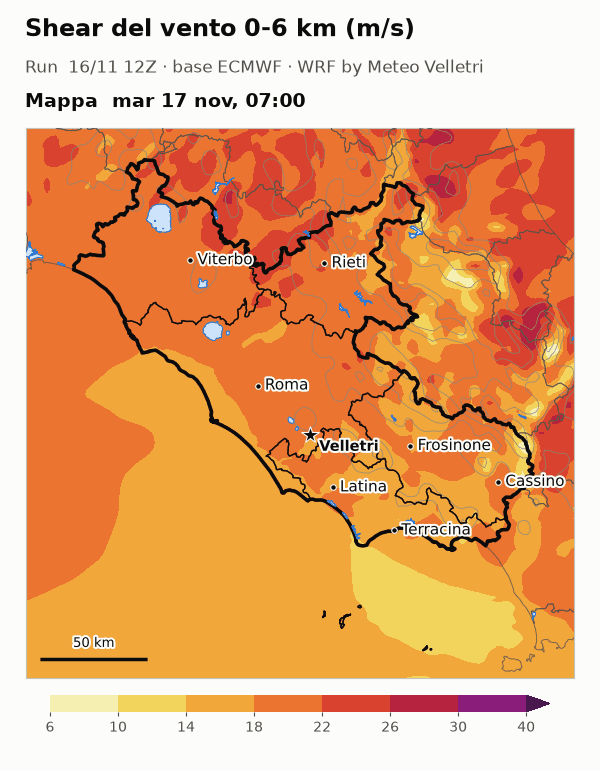 Shear del vento 0-6 km (m/s)
Run  16/11 12Z · base ECMWF · WRF by Meteo Velletri
Mappa  mar 17 nov, 07:00
Viterbo
Rieti
Roma
Velletri
Frosinone
Latina
Cassino
Terracina
50 km
6 10 14 18 22 26 30 40